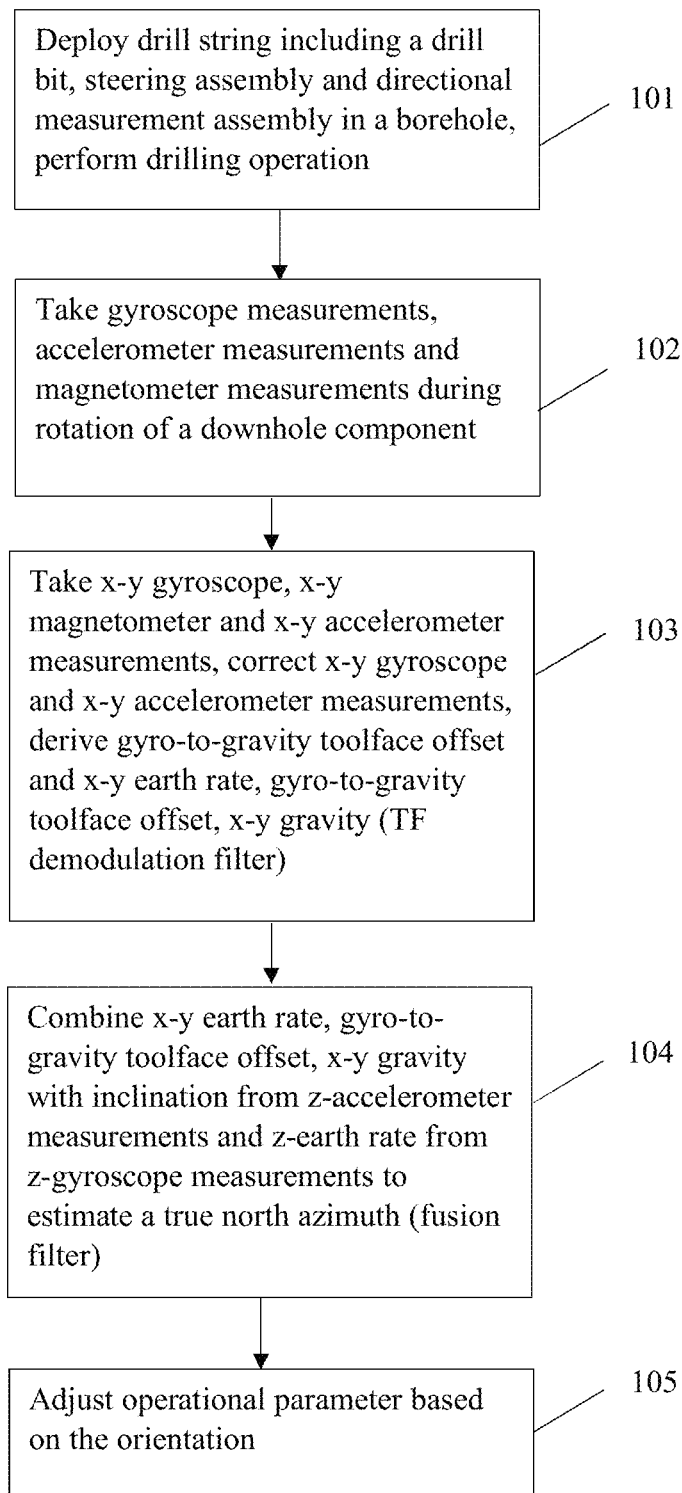 Deploy drill string including a drill
bit, steering assembly and directional
measurement assembly in a borehole,
perform drilling operation
101
Take gyroscope measurements,
accelerometer measurements and
magnetometer measurements during
rotation of a downhole component
102
Take x-y gyroscope, x-y
magnetometer and x-y accelerometer
measurements, correct x-y gyroscope
and x-y accelerometer measurements,
derive gyro-to-gravity toolface offset
and x-y earth rate, gyro-to-gravity
toolface offset, x-y gravity (TF
demodulation filter)
103
Combine x-y earth rate, gyro-to-
gravity toolface offset, x-y gravity
with inclination from z-accelerometer
measurements and z-earth rate from
z-gyroscope measurements to
estimate a true north azimuth (fusion
filter)
104
Adjust operational parameter based
on the orientation
105